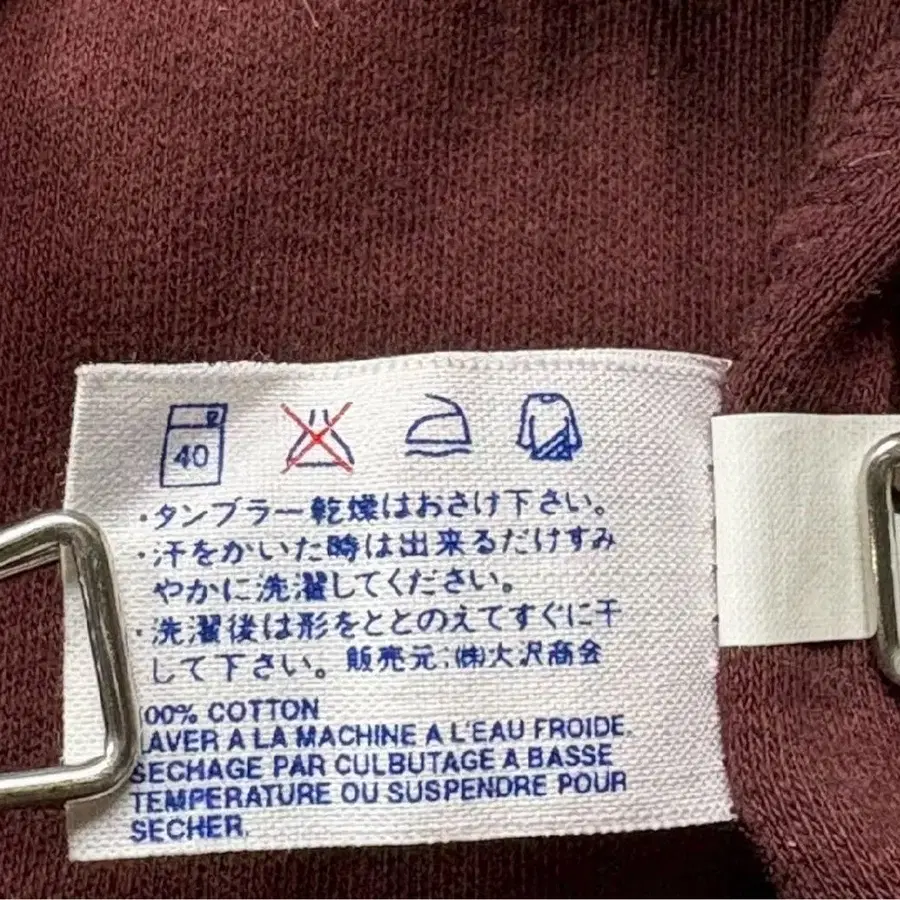 40
・タンブラー乾燥はおさけ下さい。
・汗をかいた時は出来るだけすみ
やかに洗濯してください。
・洗濯後は形をととのえてすぐに干
して下さい。販売元:㈱大沢商会
00% COTTON
LAVER A LA MACHINE A L'EAU FROIDE.
SECHAGE PAR CULBUTAGE A BASSE
TEMPERATURE OU SUSPENDRE POUR
SECHER.